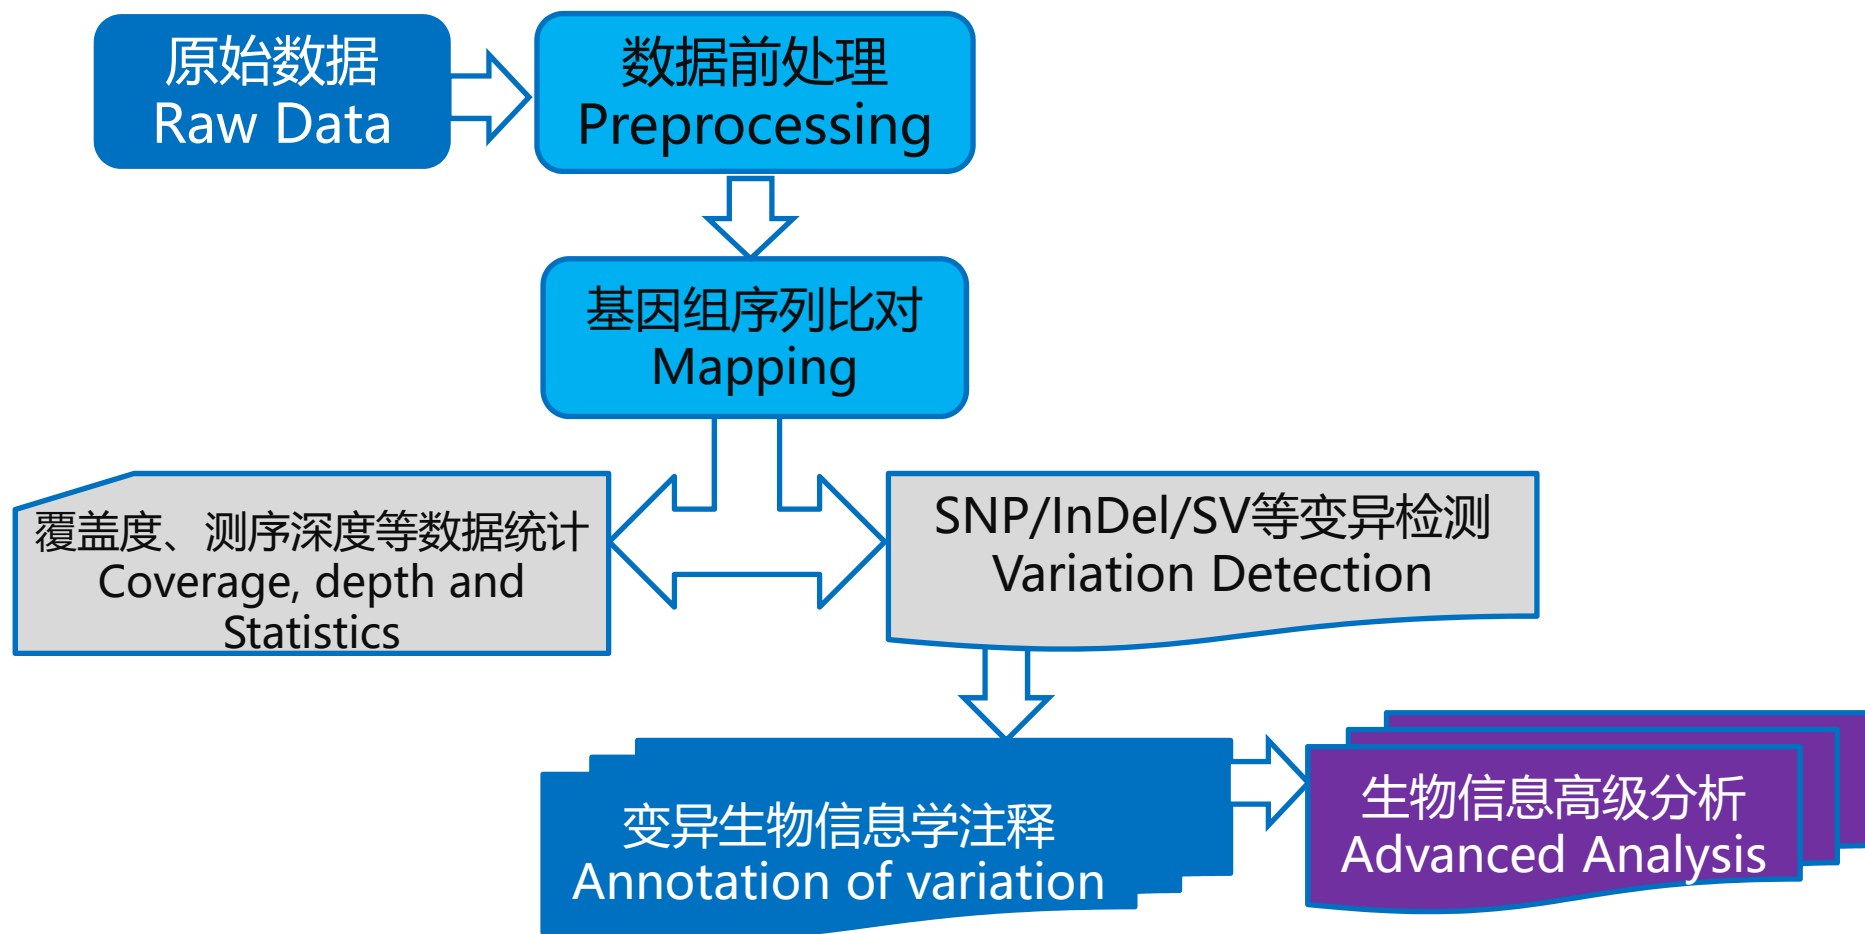 原始数据
Raw Data
数据前处理
Preprocessing
基因组序列比对
Mapping
覆盖度、测序深度等数据统计
Coverage, depth and
Statistics
SNP/InDel/SV等变异检测
Variation Detection
变异生物信息学注释
Annotation of variation
生物信息高级分析
Advanced Analysis